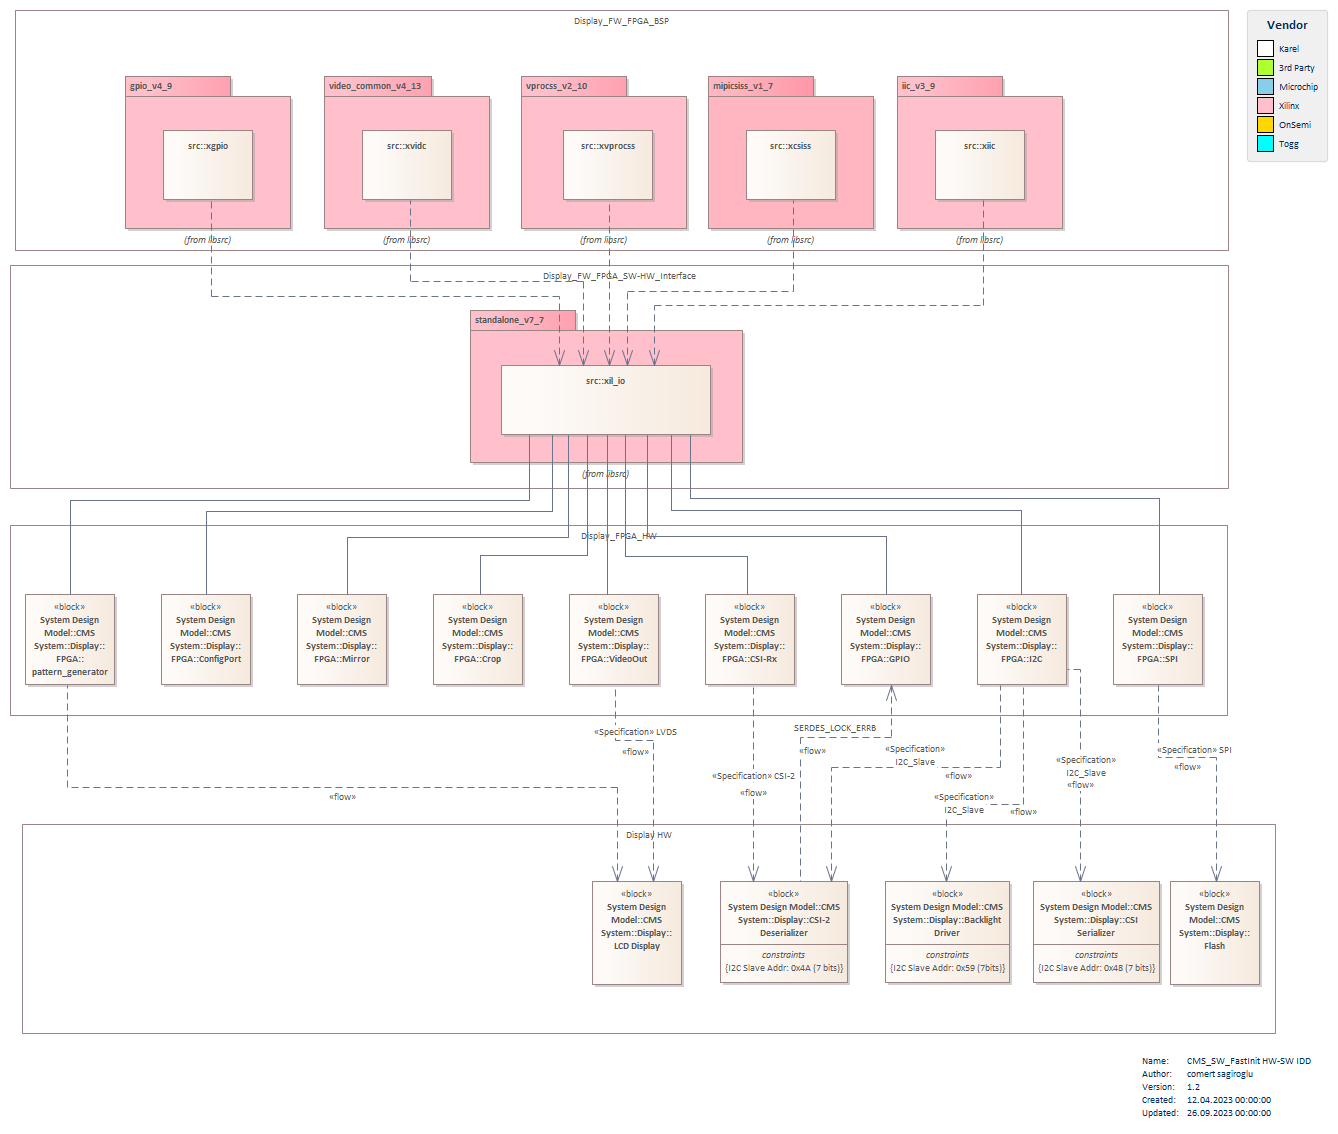 Display_FW_FPGA_BSP
Vendor
Karel
3rd Party
Microchip
Xilinx
OnSemi
Togg
gpio_v4_9
video_common_v4_13
vprocss_v2_10
mipicsiss_v1_7
iic_v3_9
src::xgpio
src::xvidc
src::xvprocss
src::xcsiss
src::xiic
(from libsrc)
(from libsrc)
(from libsrc)
(from libsrc)
(from libsrc)
Display_FW_FPGA_SW-HW_Interface
standalone_v7_7
src::xil_io
(from libsrc)
Display_FPGA_HW
«block»
System Design
Model::CMS
System::Display::
FPGA::
pattern_generator
«block»
System Design
Model::CMS
System::Display::
FPGA::ConfigPort
«block»
System Design
Model::CMS
System::Display::
FPGA::Mirror
«block»
System Design
Model::CMS
System::Display::
FPGA::Crop
«block»
System Design
Model::CMS
System::Display::
FPGA::VideoOut
«block»
System Design
Model::CMS
System::Display::
FPGA::CSI-Rx
«block»
System Design
Model::CMS
System::Display::
FPGA::GPIO
«block»
System Design
Model::CMS
System::Display::
FPGA::I2C
«block»
System Design
Model::CMS
System::Display::
FPGA::SPI
«flow»
«Specification» LVDS
«flow»
«Specification» CSI-2
«flow»
SERDES_LOCK_ERRB
«flow»
«Specification»
I2C_Slave
«flow»
«Specification»
I2C_Slave
«flow»
«Specification»
I2C_Slave
«flow»
«Specification» SPI
«flow»
Display HW
«block»
System Design
Model::CMS
System::Display::
LCD Display
«block»
System Design Model::CMS
System::Display::CSI-2
Deserializer
constraints
{I2C Slave Addr: 0x4A (7 bits)}
«block»
System Design Model::CMS
System::Display::Backlight
Driver
constraints
{I2C Slave Addr: 0x59 (7bits)}
«block»
System Design Model::CMS
System::Display::CSI
Serializer
constraints
{I2C Slave Addr: 0x48 (7 bits)}
«block»
System Design
Model::CMS
System::Display::
Flash
Name: CMS_SW_FastInit HW-SW IDD
Author: comert sagiroglu
Version: 1.2
Created: 12.04.2023 00:00:00
Updated: 26.09.2023 00:00:00